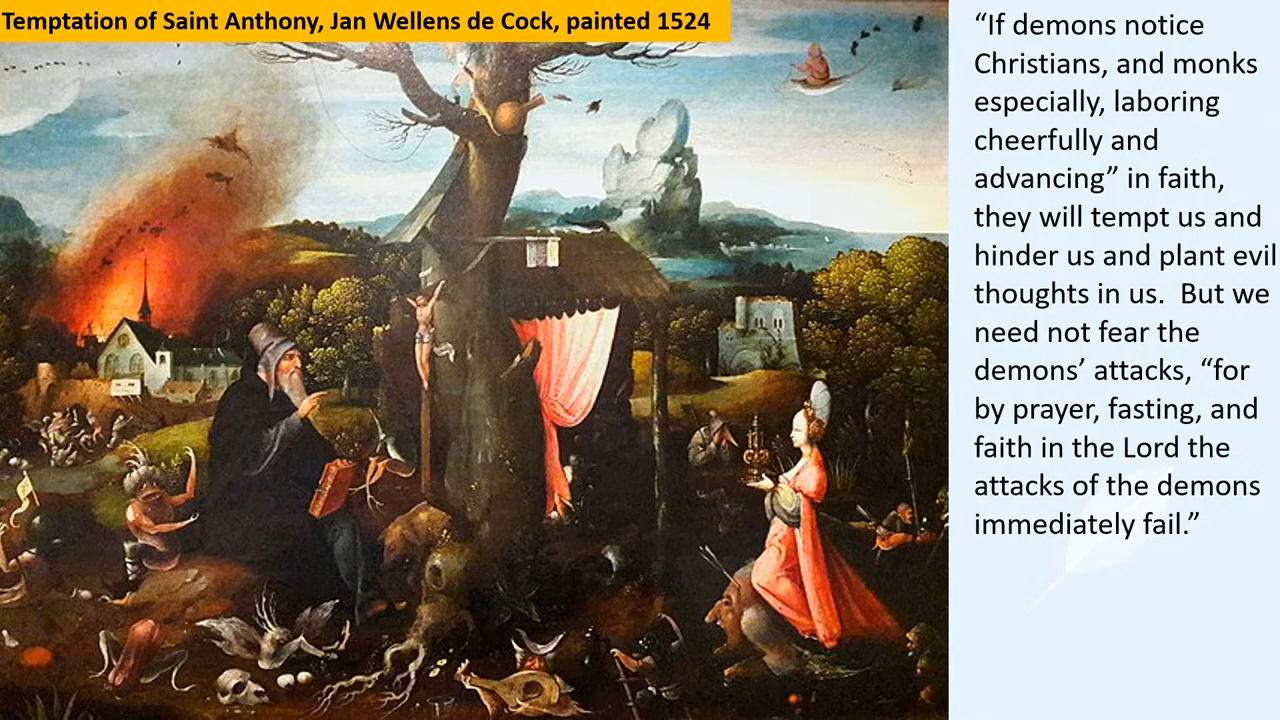 Temptation of Saint Anthony, Jan Wellens de Cock, painted 1524
“If demons notice
Christians, and monks
especially, laboring
cheerfully and
advancing” in faith,
they will tempt us and
hinder us and plant evil
thoughts in us.  But we
need not fear the
demons’ attacks, “for
by prayer, fasting, and
faith in the Lord the
attacks of the demons
immediately fail.”